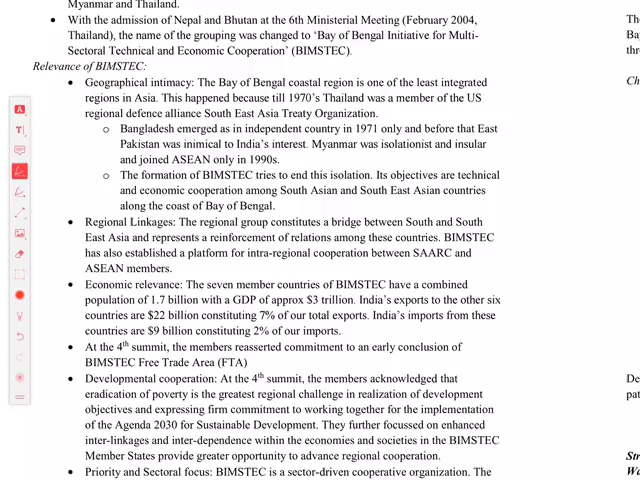 Myanmar and Thailand.
• With the admission of Nepal and Bhutan at the 6th Ministerial Meeting (February 2004,
Thailand), the name of the grouping was changed to ‘Bay of Bengal Initiative for Multi-
Sectoral Technical and Economic Cooperation’ (BIMSTEC).
Relevance of BIMSTEC:
• Geographical intimacy: The Bay of Bengal coastal region is one of the least integrated
regions in Asia. This happened because till 1970’s Thailand was a member of the US
regional defence alliance South East Asia Treaty Organization.
o Bangladesh emerged as in independent country in 1971 only and before that East
Pakistan was inimical to India’s interest. Myanmar was isolationist and insular
and joined ASEAN only in 1990s.
o The formation of BIMSTEC tries to end this isolation. Its objectives are technical
and economic cooperation among South Asian and South East Asian countries
along the coast of Bay of Bengal.
• Regional Linkages: The regional group constitutes a bridge between South and South
East Asia and represents a reinforcement of relations among these countries. BIMSTEC
has also established a platform for intra-regional cooperation between SAARC and
ASEAN members.
• Economic relevance: The seven member countries of BIMSTEC have a combined
population of 1.7 billion with a GDP of approx $3 trillion. India’s exports to the other six
countries are $22 billion constituting 7% of our total exports. India’s imports from these
countries are $9 billion constituting 2% of our imports.
• At the 4th summit, the members reasserted commitment to an early conclusion of
BIMSTEC Free Trade Area (FTA)
• Developmental cooperation: At the 4th summit, the members acknowledged that
eradication of poverty is the greatest regional challenge in realization of development
objectives and expressing firm commitment to working together for the implementation
of the Agenda 2030 for Sustainable Development. They further focussed on enhanced
inter-linkages and inter-dependence within the economies and societies in the BIMSTEC
Member States provide greater opportunity to advance regional cooperation.
• Priority and Sectoral focus: BIMSTEC is a sector-driven cooperative organization. The
The
Bay
thr
Ch
De
pat
Str
Wa